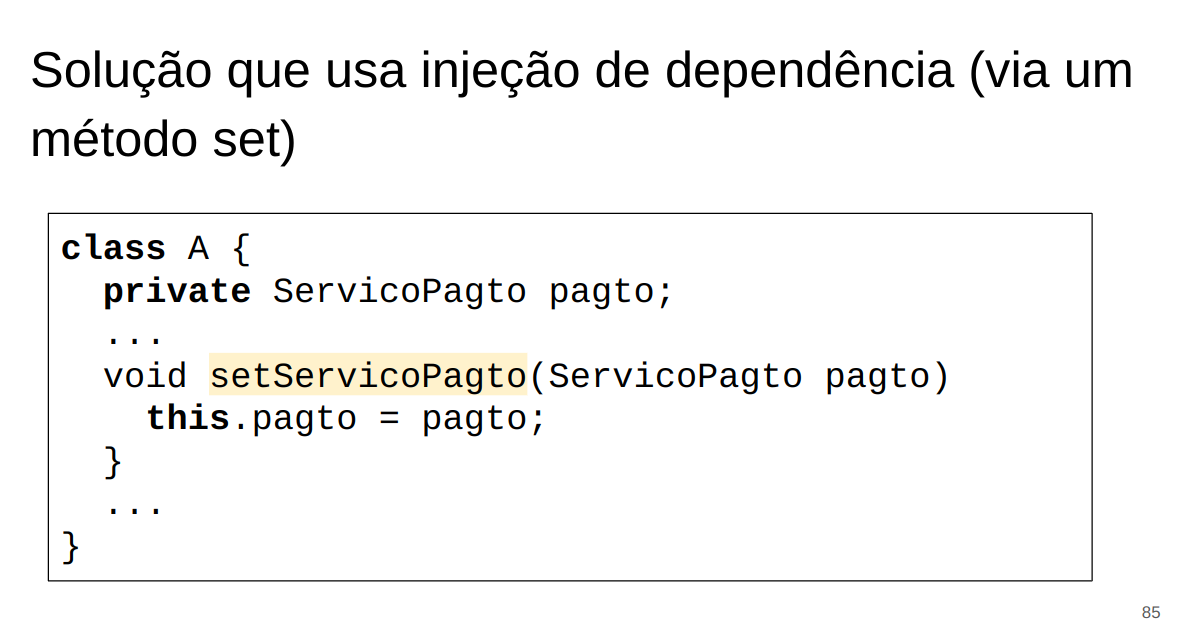 Solução que usa injeção de dependência (via um
método set)
class A {
  private ServicoPagto pagto;
  ...
  void setServicoPagto(ServicoPagto pagto)
    this.pagto = pagto;
  }
  ...
}
85